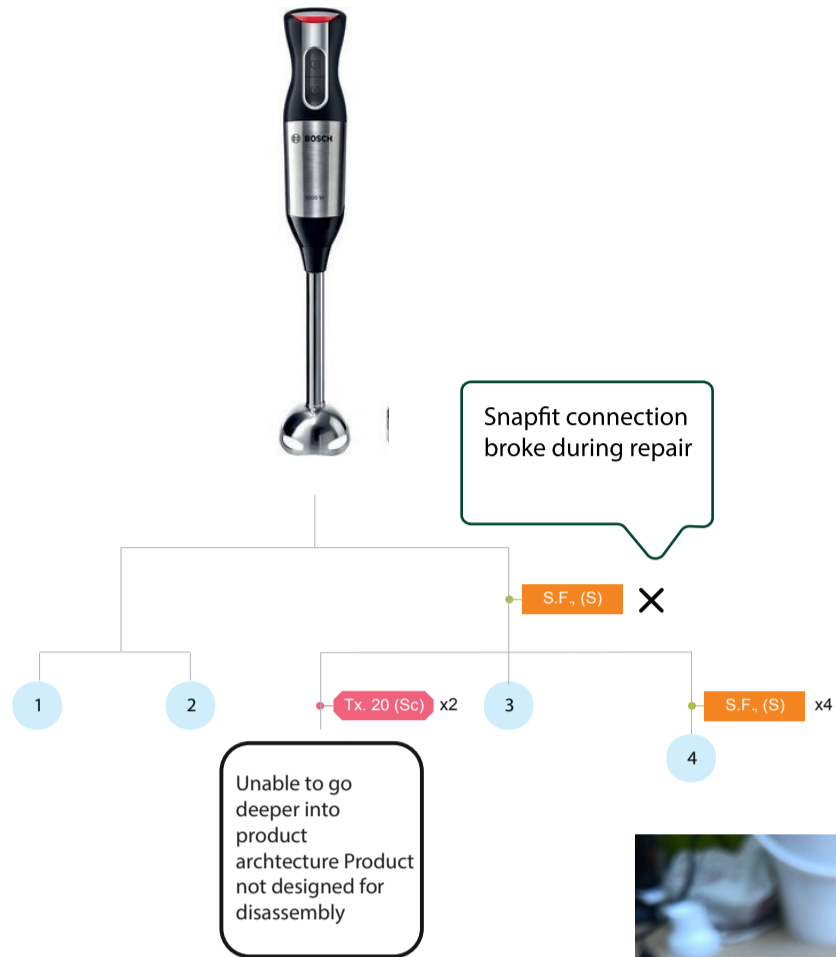 BOSCH
1000 W
Snapfit connection
broke during repair
S.F., (S)
1
2
Tx. 20 (Sc) x2
3
S.F., (S) x4
4
Unable to go
deeper into
product
archtecture Product
not designed for
disassembly